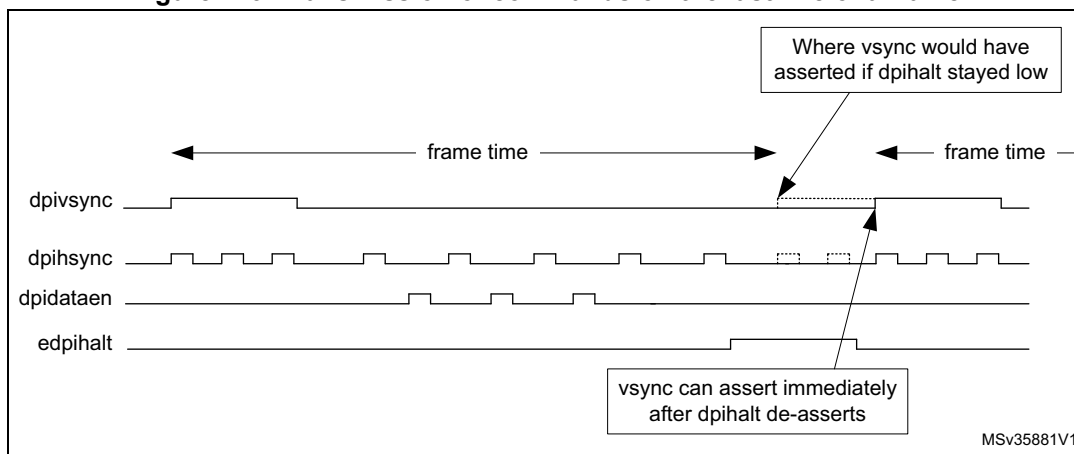 Where vsync would have
asserted if dpihalt stayed low
frame time
frame time
dpivsync
dpihsync
dpidataen
edpihalt
vsync can assert immediately
after dpihalt de-asserts
MSv35881V1